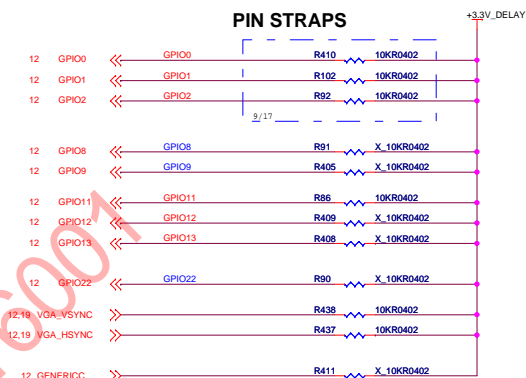 PIN STRAPS
+3.3V_DELAY
12 GPIO0 GPIO0 R410 10KR0402
12 GPIO1 GPIO1 R102 10KR0402
12 GPIO2 GPIO2 R92 10KR0402
9/17
12 GPIO8 GPIO8 R91 X_10KR0402
12 GPIO9 GPIO9 R405 X_10KR0402
12 GPIO11 GPIO11 R86 10KR0402
12 GPIO12 GPIO12 R409 X_10KR0402
12 GPIO13 GPIO13 R408 X_10KR0402
12 GPIO22 GPIO22 R90 X_10KR0402
12,19 VGA_VSYNC R438 10KR0402
12,19 VGA_HSYNC R437 10KR0402
12 GENERICC R411 X_10KR0402
6001